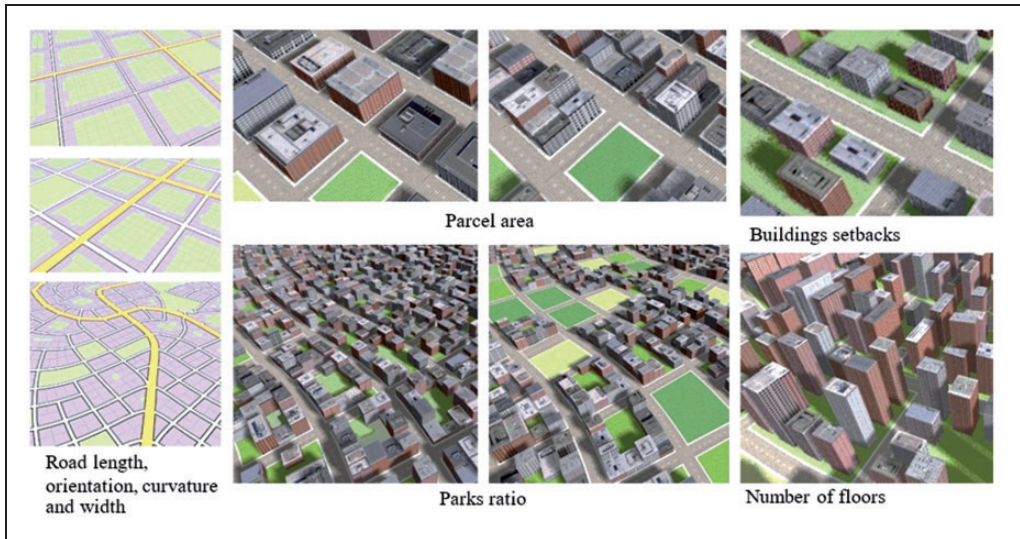 Parcel area
Buildings setbacks
Road length,
orientation, curvature
and width
Parks ratio
Number of floors